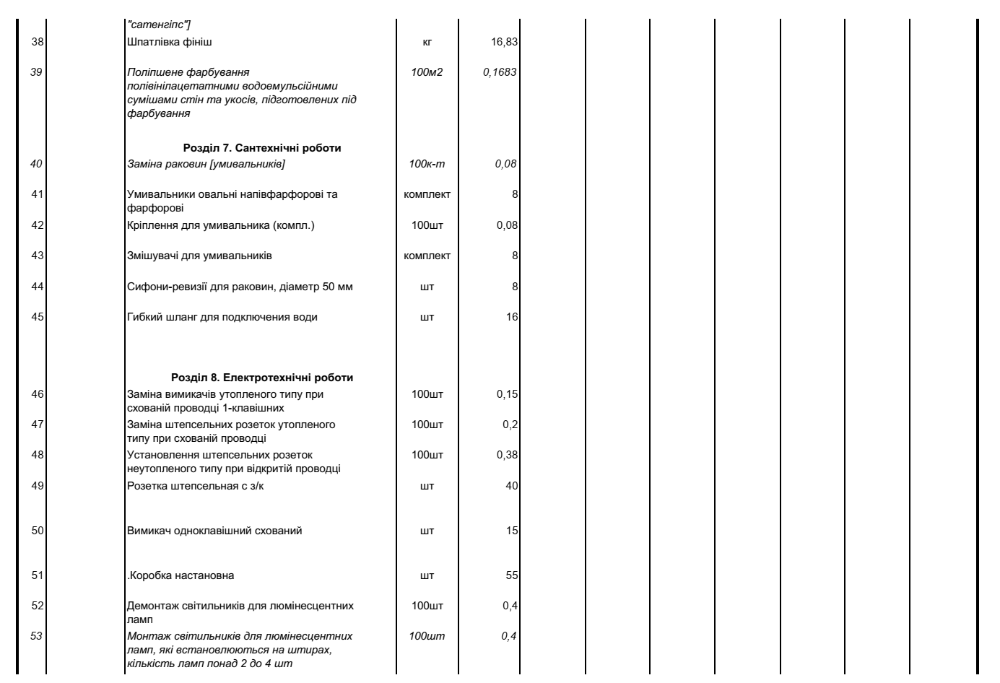 "сатенгіпс"]
38 Шпатлівка фініш кг 16,83
39 Поліпшене фарбування 100м2 0,1683
полівінілацетатними водоемульсійними
сумішами стін та укосів, підготовлених під
фарбування
Розділ 7. Сантехнічні роботи
40 Заміна раковин [умивальників] 100к-т 0,08
41 Умивальники овальні напівфарфорові та комплект 8
фарфорові
42 Кріплення для умивальника (компл.) 100шт 0,08
43 Змішувачі для умивальників комплект 8
44 Сифони-ревизії для раковин, діаметр 50 мм шт 8
45 Гибкий шланг для подключения води шт 16
Розділ 8. Електротехнічні роботи
46 Заміна вимикачів утопленого типу при 100шт 0,15
схованій проводці 1-клавішних
47 Заміна штепсельних розеток утопленого 100шт 0,2
типу при схованій проводці
48 Установлення штепсельних розеток 100шт 0,38
неутопленого типу при відкритій проводці
49 Розетка штепсельная с з/к шт 40
50 Вимикач одноклавішний схований шт 15
51 .Коробка настановна шт 55
52 Демонтаж світильників для люмінесцентних 100шт 0,4
ламп
53 Монтаж світильників для люмінесцентних 100шт 0,4
ламп, які встановлюються на штирах,
кількість ламп понад 2 до 4 шт